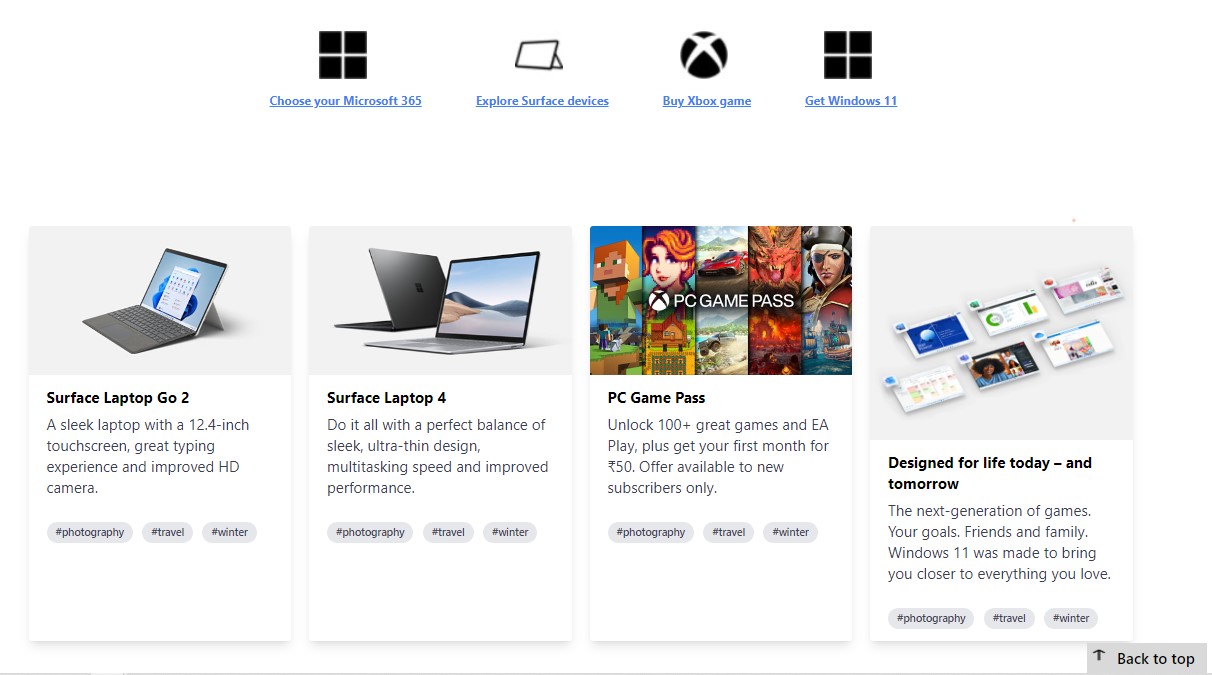 Choose your Microsoft 365
Explore Surface devices
Buy Xbox game
Get Windows 11
PC GAME PASS
Surface Laptop Go 2
A sleek laptop with a 12.4-inch
touchscreen, great typing
experience and improved HD
camera.
#photography #travel #winter
Surface Laptop 4
Do it all with a perfect balance of
sleek, ultra-thin design,
multitasking speed and improved
performance.
#photography #travel #winter
PC Game Pass
Unlock 100+ great games and EA
Play, plus get your first month for
₹50. Offer available to new
subscribers only.
#photography #travel #winter
Designed for life today – and
tomorrow
The next-generation of games.
Your goals. Friends and family.
Windows 11 was made to bring
you closer to everything you love.
#photography #travel #winter
Back to top